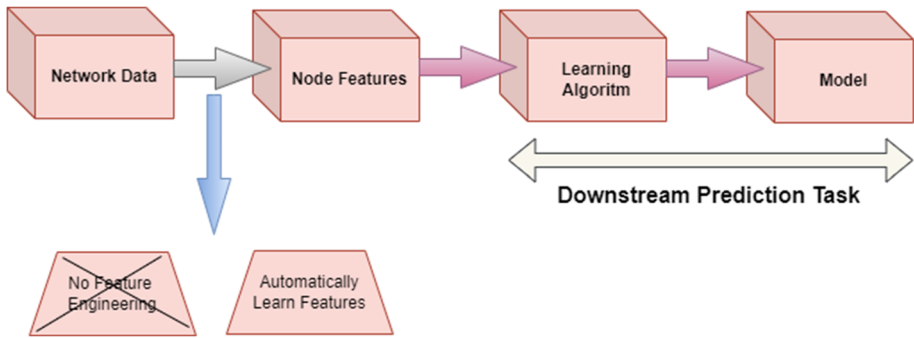 Network Data
Node Features
Learning
Algoritm
Model
Downstream Prediction Task
No Feature
Engineering
Automatically
Learn Features